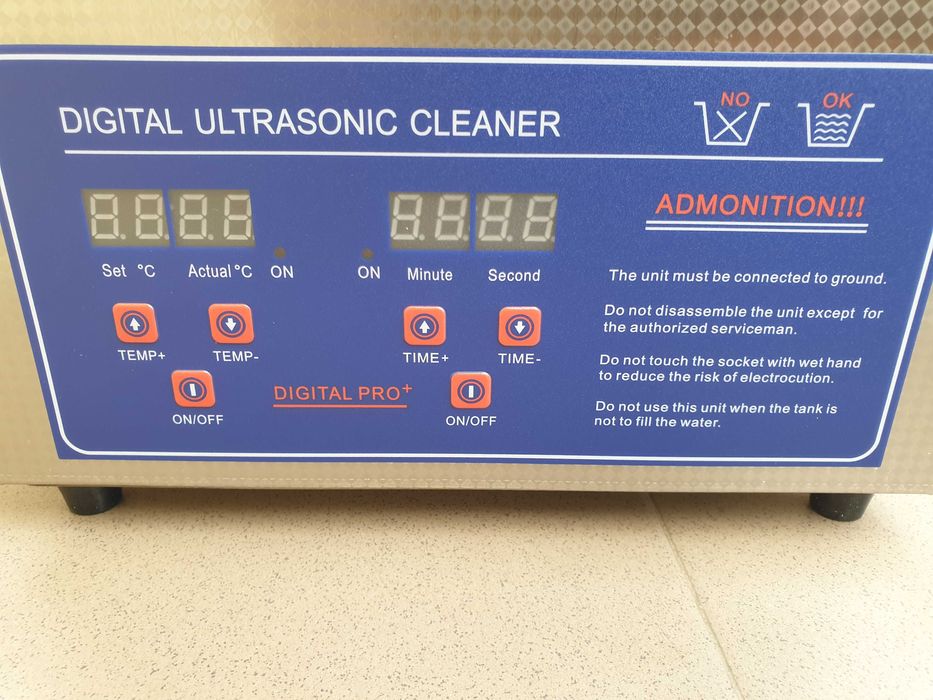 DIGITAL ULTRASONIC CLEANER
NO OK
ADMONITION!!!
Set °C Actual °C ON ON Minute Second
The unit must be connected to ground.
Do not disassemble the unit except for
the authorized serviceman.
TEMP+ TEMP- TIME+ TIME-
Do not touch the socket with wet hand
to reduce the risk of electrocution.
DIGITAL PRO+
ON/OFF ON/OFF
Do not use this unit when the tank is
not to fill the water.